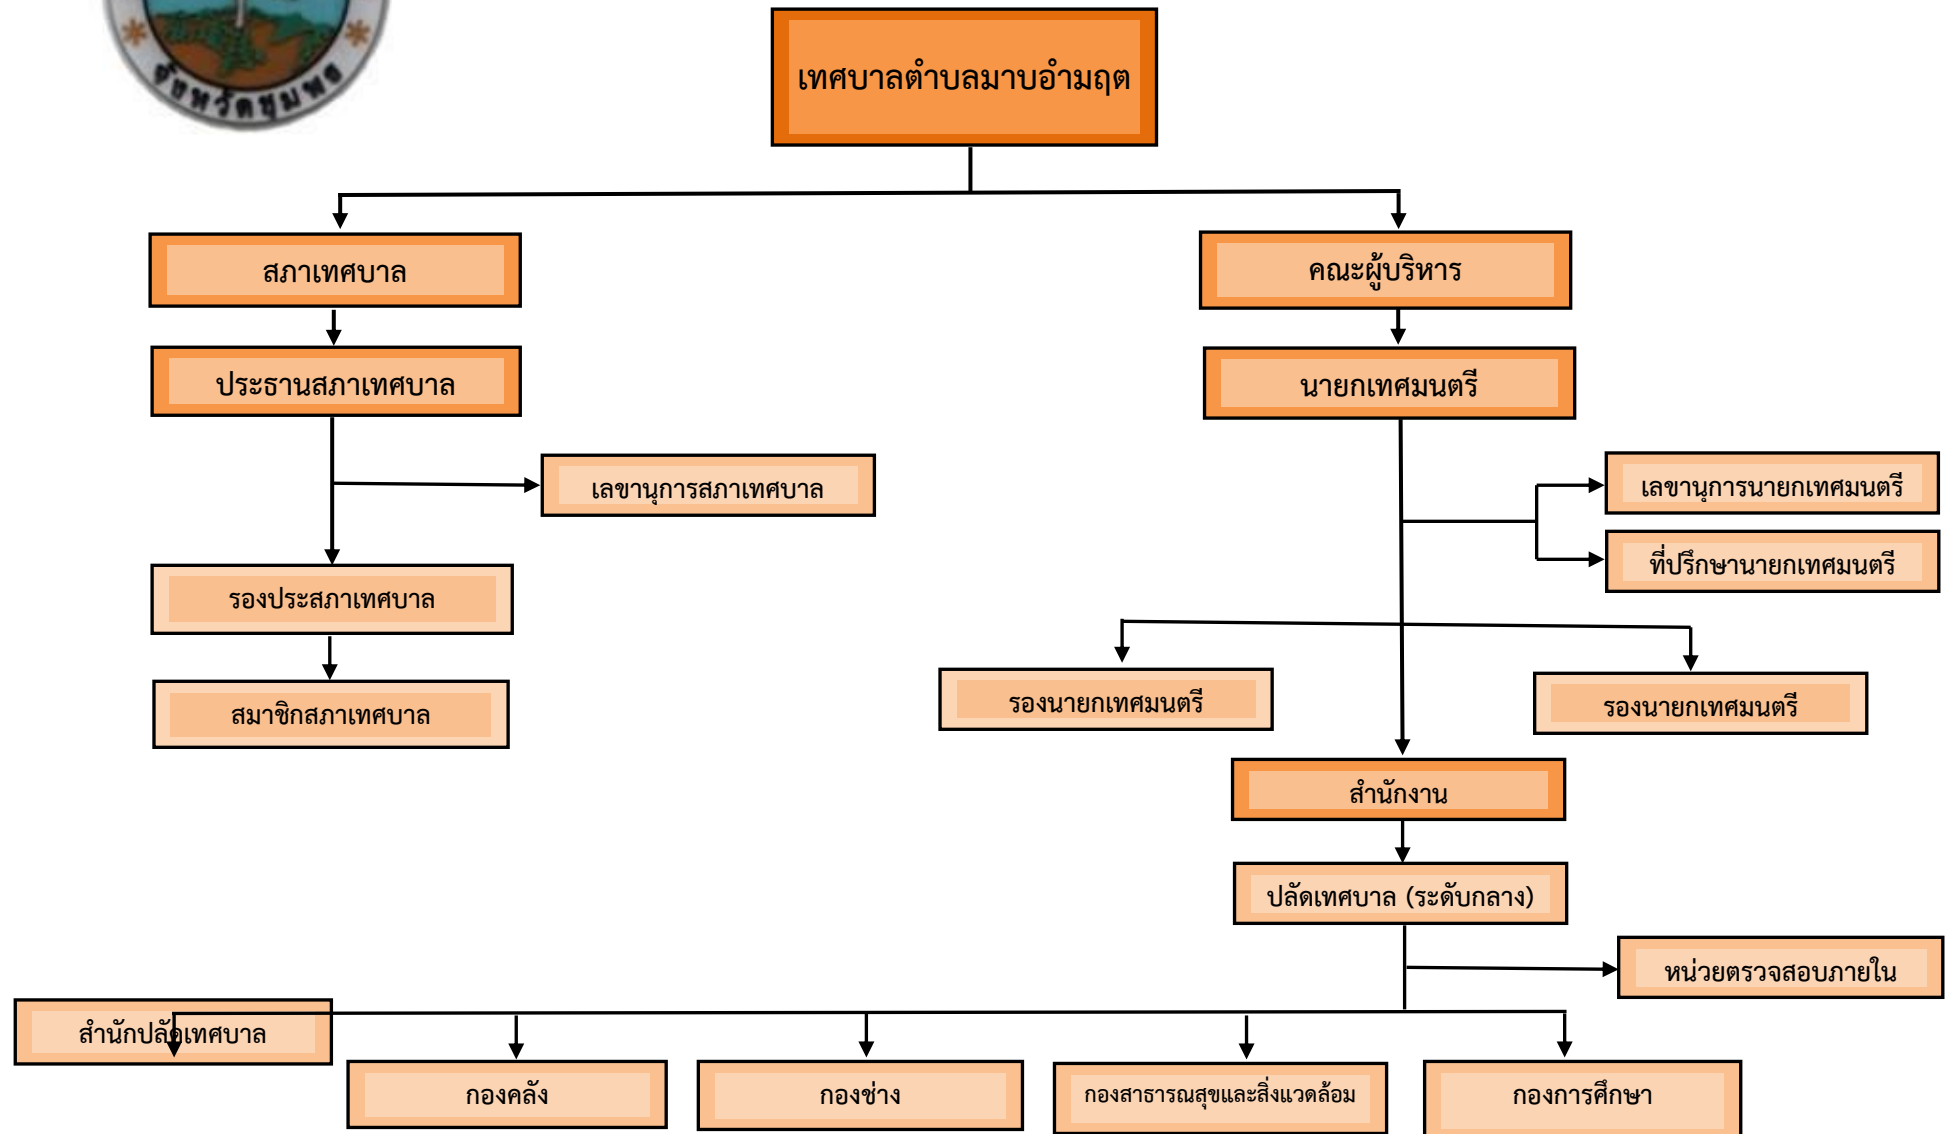 จังหวัดชุมพร
เทศบาลตำบลมาบอำมฤต
สภาเทศบาล
คณะผู้บริหาร
ประธานสภาเทศบาล
นายกเทศมนตรี
เลขานุการสภาเทศบาล
เลขานุการนายกเทศมนตรี
ที่ปรึกษานายกเทศมนตรี
รองประสภาเทศบาล
สมาชิกสภาเทศบาล
รองนายกเทศมนตรี
รองนายกเทศมนตรี
สำนักงาน
ปลัดเทศบาล (ระดับกลาง)
หน่วยตรวจสอบภายใน
สำนักปลัดเทศบาล
กองคลัง
กองช่าง
กองสาธารณสุขและสิ่งแวดล้อม
กองการศึกษา